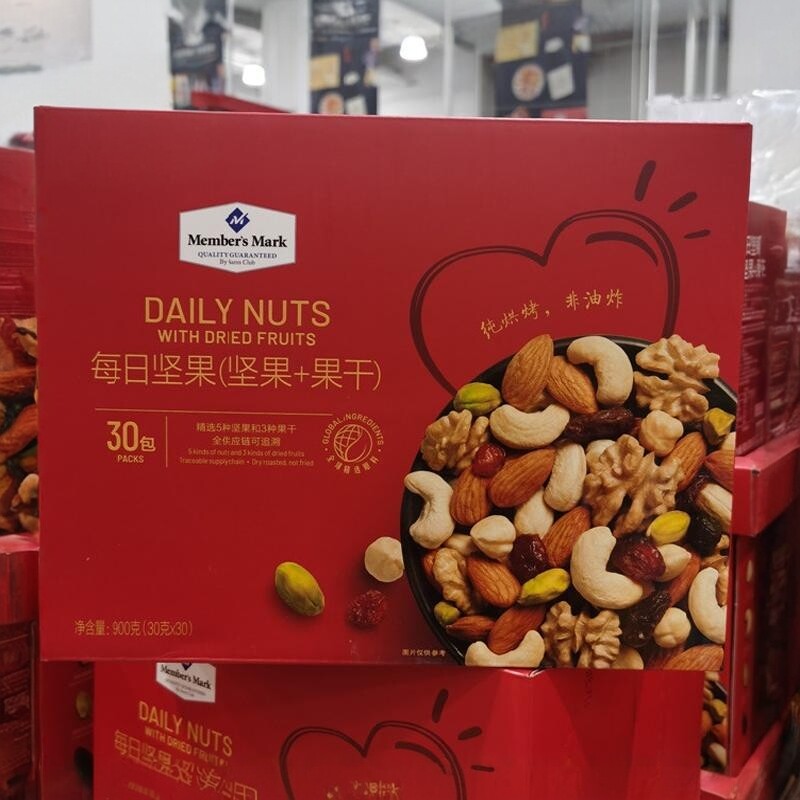 Member's Mark
QUALITY GUARANTEED
By Sam's Club
DAILY NUTS
WITH DRIED FRUITS
每日坚果(坚果+果干)
纯烘烤，非油炸
30包
PACKS
精选5种坚果和3种果干
全供应链可追溯
5 kinds of nuts and 3 kinds of dried fruits
Traceable supplychain • Dry roasted, not fried
GLOBAL INGREDIENTS
全球精选原料
净含量: 900克(30克x30)
图片仅供参考
Member's Mark
DAILY NUTS
WITH DRIED FRUITS
每日坚果